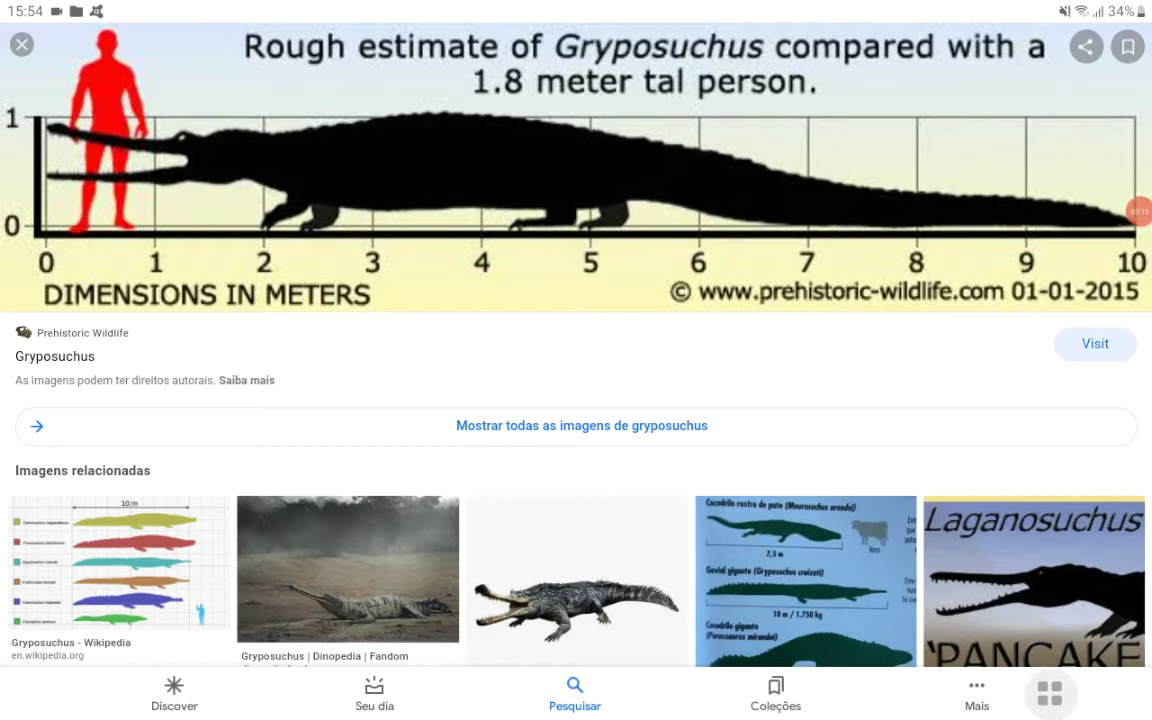 15:54
34%
Rough estimate of Gryposuchus compared with a
1.8 meter tal person.
1
0
0 1 2 3 4 5 6 7 8 9 10
DIMENSIONS IN METERS
© www.prehistoric-wildlife.com 01-01-2015
Prehistoric Wildlife
Gryposuchus
As imagens podem ter direitos autorais. Saiba mais
Visit
Mostrar todas as imagens de gryposuchus
Imagens relacionadas
10 m
Gryposuchus - Wikipedia
en.wikipedia.org
Gryposuchus | Dinopedia | Fandom
Cocodrilo rostro de pato (Mourasuchus arendsi)
7,5 m
Vaca
Gavial gigante (Gryposuchus croizati)
10 m / 1.750 kg
Cocodrilo gigante
(Purussaurus mirandai)
Laganosuchus
'PANCAKE
Discover
Seu dia
Pesquisar
Coleções
Mais